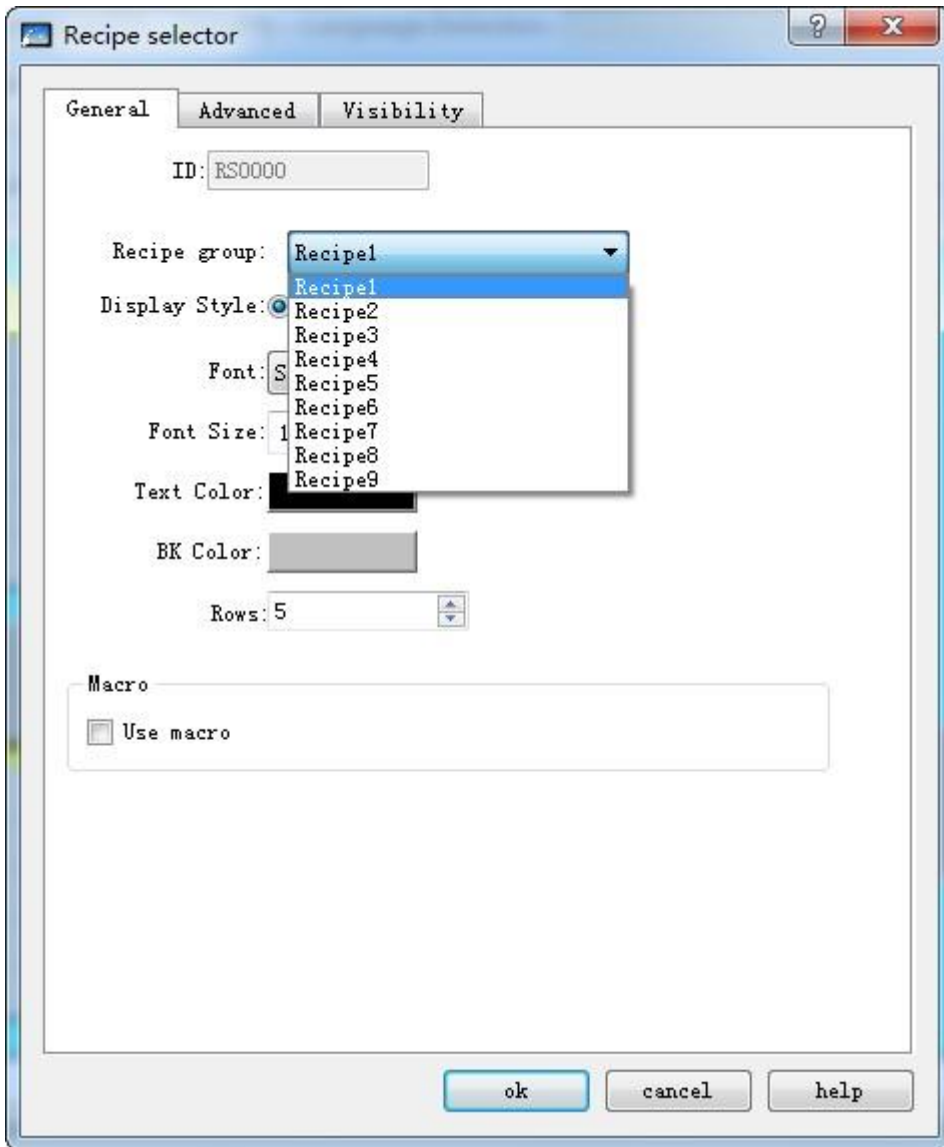 Recipe selector
General Advanced Visibility
ID: RS0000
Recipe group: Recipe1
Recipe1
Display Style:
Recipe2
Recipe3
Font: S
Recipe4
Recipe5
Recipe6
Font Size: 1
Recipe7
Recipe8
Text Color:
Recipe9
BK Color:
Rows: 5
Macro
Use macro
ok cancel help